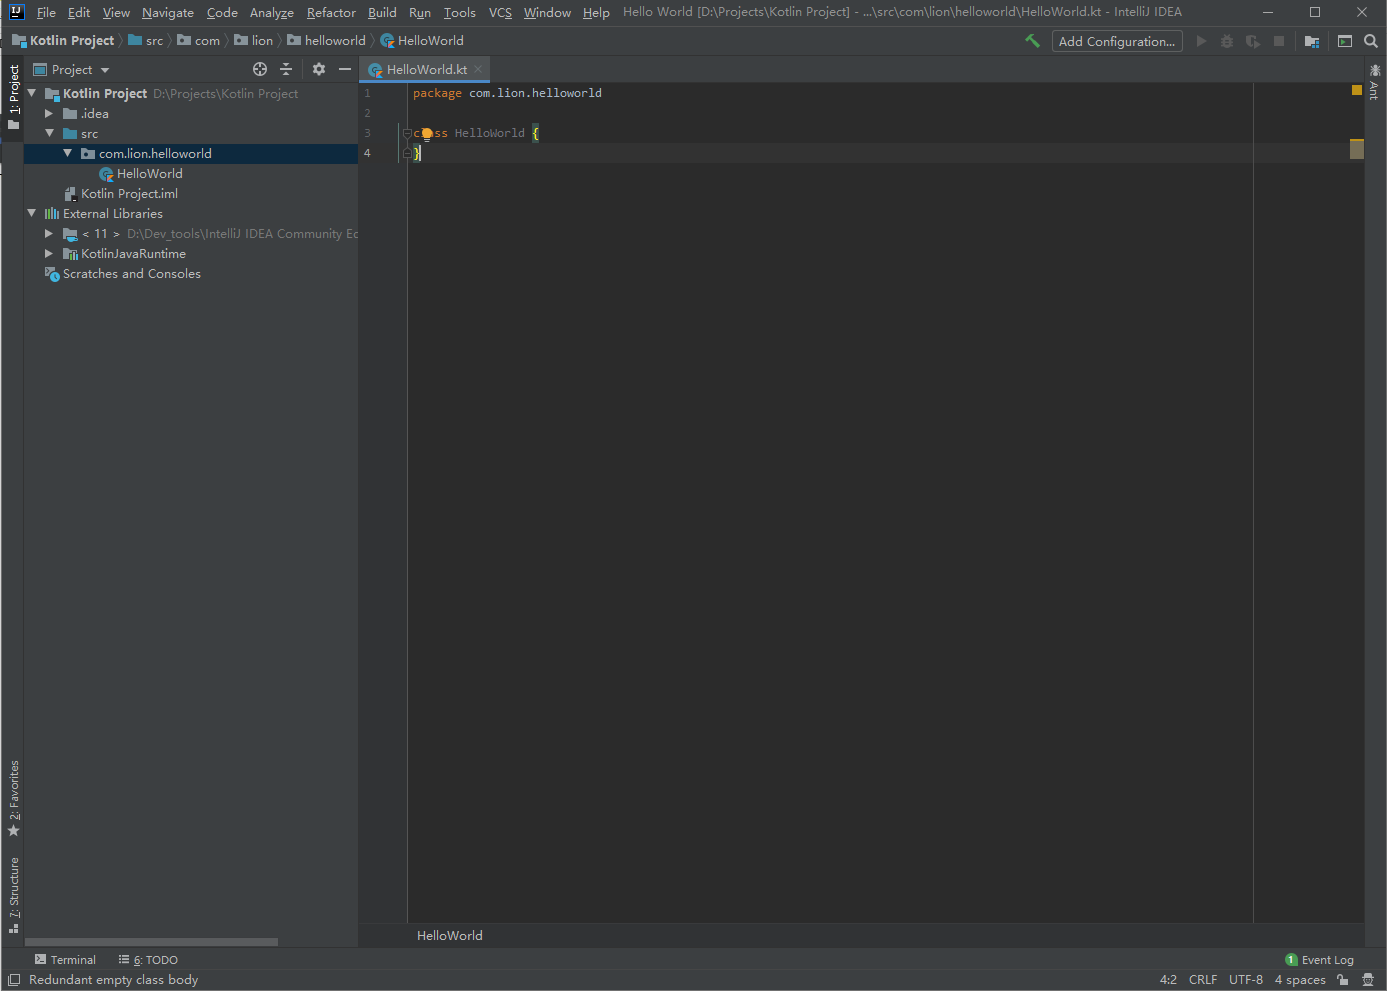 File Edit View Navigate Code Analyze Refactor Build Run Tools VCS Window Help Hello World [D:\Projects\Kotlin Project] - ...\src\com\lion\helloworld\HelloWorld.kt - IntelliJ IDEA
Kotlin Project src com lion helloworld HelloWorld Add Configuration...
1: Project
Project
HelloWorld.kt
Ant
Kotlin Project D:\Projects\Kotlin Project
.idea
src
com.lion.helloworld
HelloWorld
Kotlin Project.iml
External Libraries
< 11 > D:\Dev_tools\IntelliJ IDEA Community Ec
KotlinJavaRuntime
Scratches and Consoles
1 package com.lion.helloworld
2
3 class HelloWorld {
4 }
2: Favorites
7: Structure
HelloWorld
Terminal 6: TODO 1 Event Log
Redundant empty class body 4:2 CRLF UTF-8 4 spaces